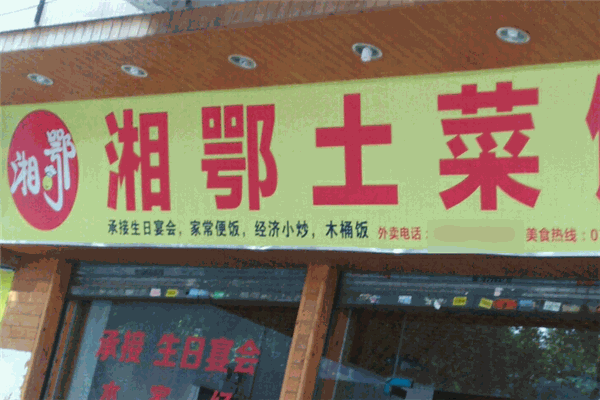 湘鄂
湘鄂土菜
承接生日宴会，家常便饭，经济小炒，木桶饭 外卖电话： 美食热线：0
承接 生日宴会